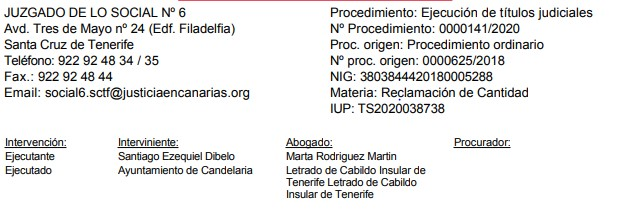 JUZGADO DE LO SOCIAL Nº 6
Avd. Tres de Mayo nº 24 (Edf. Filadelfia)
Santa Cruz de Tenerife
Teléfono: 922 92 48 34 / 35
Fax.: 922 92 48 44
Email: social6.sctf@justiciaencanarias.org
Procedimiento: Ejecución de títulos judiciales
Nº Procedimiento: 0000141/2020
Proc. origen: Procedimiento ordinario
Nº proc. origen: 0000625/2018
NIG: 3803844420180005288
Materia: Reclamación de Cantidad
IUP: TS2020038738
Intervención: Interviniente: Abogado: Procurador:
Ejecutante Santiago Ezequiel Dibelo Marta Rodriguez Martin
Ejecutado Ayuntamiento de Candelaria Letrado de Cabildo Insular de
Tenerife Letrado de Cabildo
Insular de Tenerife